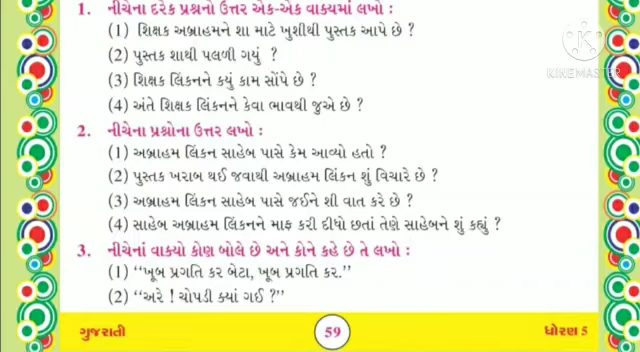 1. નીચેના દરેક પ્રશ્નનો ઉત્તર એક-એક વાક્યમાં લખો :
(1) શિક્ષક અબ્રાહમને શા માટે ખુશીથી પુસ્તક આપે છે ?
(2) પુસ્તક શાથી પલળી ગયું ?
(3) શિક્ષક લિંકનને કયું કામ સોંપે છે ?
(4) અંતે શિક્ષક લિંકનને કેવા ભાવથી જુએ છે ?
2. નીચેના પ્રશ્નોના ઉત્તર લખો :
(1) અબ્રાહમ લિંકન સાહેબ પાસે કેમ આવ્યો હતો ?
(2) પુસ્તક ખરાબ થઈ જવાથી અબ્રાહમ લિંકન શું વિચારે છે ?
(3) અબ્રાહમ લિંકન સાહેબ પાસે જઈને શી વાત કરે છે ?
(4) સાહેબ અબ્રાહમ લિંકનને માફ કરી દીધો છતાં તેણે સાહેબને શું કહ્યું ?
3. નીચેનાં વાક્યો કોણ બોલે છે અને કોને કહે છે તે લખો :
(1) “ખૂબ પ્રગતિ કર બેટા, ખૂબ પ્રગતિ કર.”
(2) “અરે ! ચોપડી ક્યાં ગઈ ?”
ગુજરાતી 59 ધોરણ 5
KINEMASTER